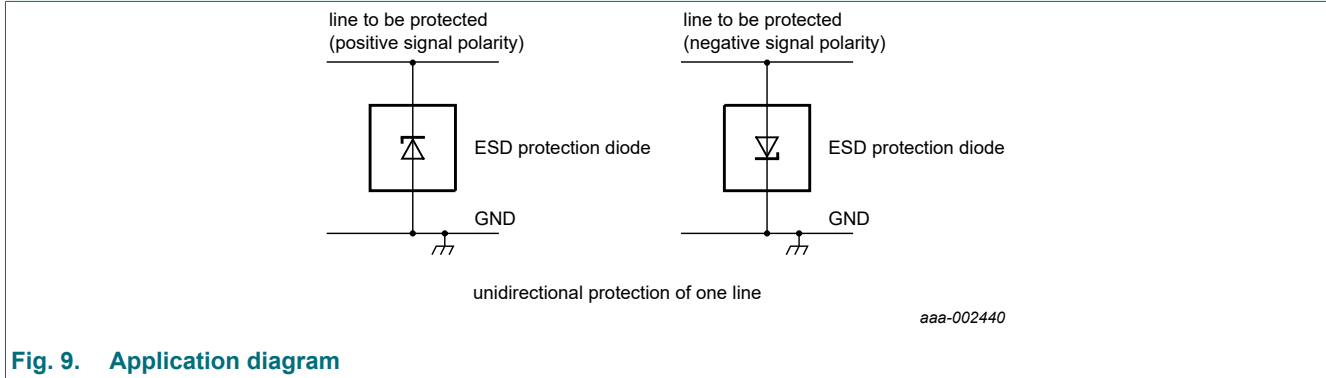 line to be protected
(positive signal polarity)
line to be protected
(negative signal polarity)
ESD protection diode
ESD protection diode
GND
GND
unidirectional protection of one line
aaa-002440
Fig. 9. Application diagram